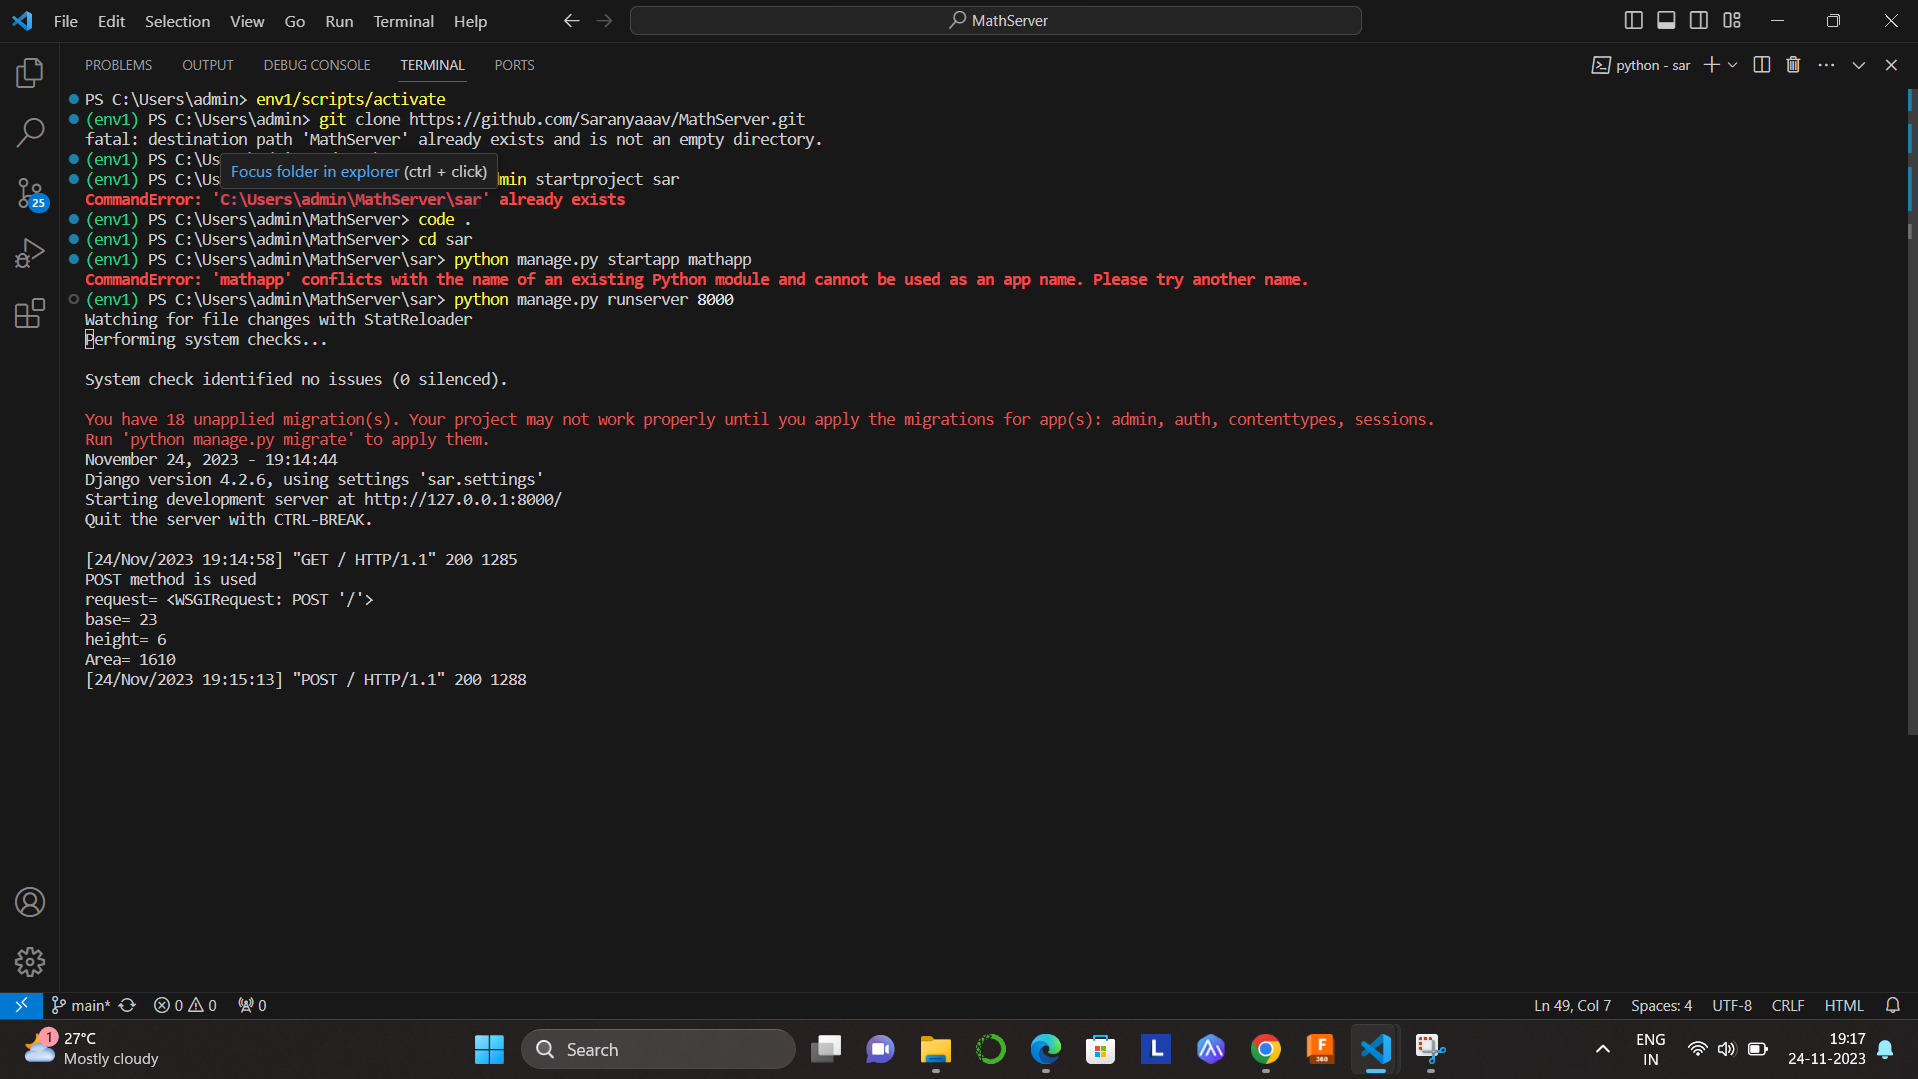 File Edit Selection View Go Run Terminal Help
MathServer
PROBLEMS OUTPUT DEBUG CONSOLE TERMINAL PORTS
python - sar
PS C:\Users\admin> env1/scripts/activate
(env1) PS C:\Users\admin> git clone https://github.com/Saranyaaav/MathServer.git
fatal: destination path 'MathServer' already exists and is not an empty directory.
(env1) PS C:\Us
Focus folder in explorer (ctrl + click)
(env1) PS C:\Us min startproject sar
CommandError: 'C:\Users\admin\MathServer\sar' already exists
(env1) PS C:\Users\admin\MathServer> code .
(env1) PS C:\Users\admin\MathServer> cd sar
(env1) PS C:\Users\admin\MathServer\sar> python manage.py startapp mathapp
CommandError: 'mathapp' conflicts with the name of an existing Python module and cannot be used as an app name. Please try another name.
(env1) PS C:\Users\admin\MathServer\sar> python manage.py runserver 8000
Watching for file changes with StatReloader
Performing system checks...
System check identified no issues (0 silenced).
You have 18 unapplied migration(s). Your project may not work properly until you apply the migrations for app(s): admin, auth, contenttypes, sessions.
Run 'python manage.py migrate' to apply them.
November 24, 2023 - 19:14:44
Django version 4.2.6, using settings 'sar.settings'
Starting development server at http://127.0.0.1:8000/
Quit the server with CTRL-BREAK.
[24/Nov/2023 19:14:58] "GET / HTTP/1.1" 200 1285
POST method is used
request= <WSGIRequest: POST '/'>
base= 23
height= 6
Area= 1610
[24/Nov/2023 19:15:13] "POST / HTTP/1.1" 200 1288
25
main* 0 0 0
Ln 49, Col 7 Spaces: 4 UTF-8 CRLF HTML
1
27°C
Mostly cloudy
Search
L
F
360
ENG
IN
19:17
24-11-2023